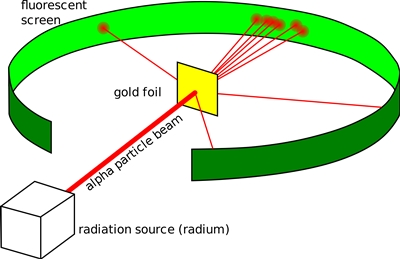 fluorescent
screen
gold foil
alpha particle beam
radiation source (radium)